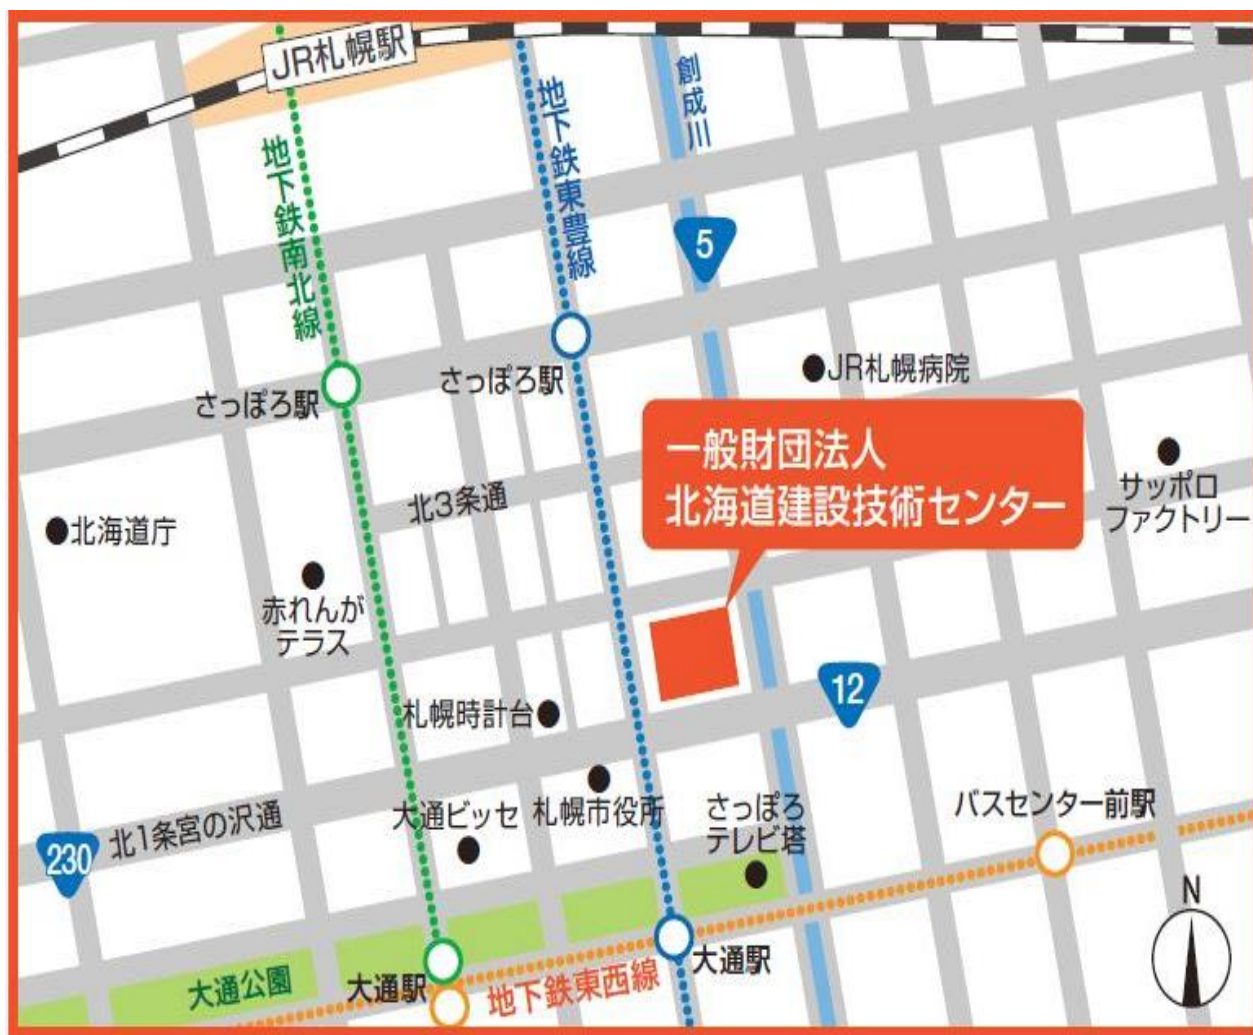 JR札幌駅
地下鉄南北線
地下鉄東豊線
創成川
5
さっぽろ駅
さっぽろ駅
JR札幌病院
一般財団法人
北海道建設技術センター
サッポロ
ファクトリー
北3条通
北海道庁
赤れんが
テラス
札幌時計台
12
北1条宮の沢通
230
大通ビッセ
札幌市役所
さっぽろ
テレビ塔
バスセンター前駅
N
大通公園
大通駅
地下鉄東西線
大通駅